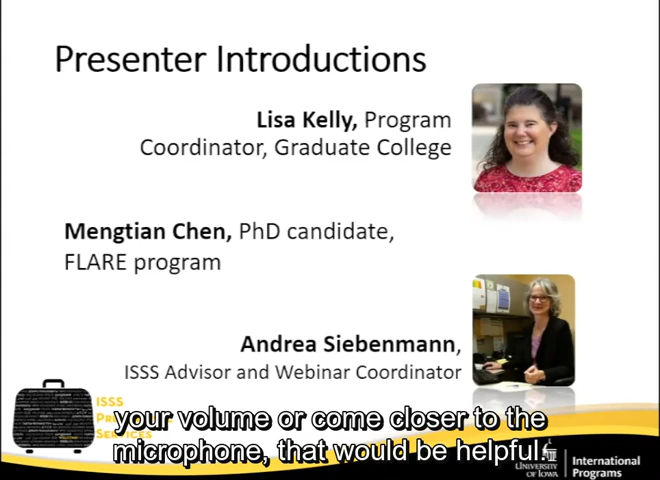 Presenter Introductions
Lisa Kelly, Program
Coordinator, Graduate College
Mengtian Chen, PhD candidate,
FLARE program
Andrea Siebenmann,
ISSS Advisor and Webinar Coordinator
ISSS
your volume or come closer to the
microphone, that would be helpful.
UNIVERSITY
OF IOWA
International
Programs